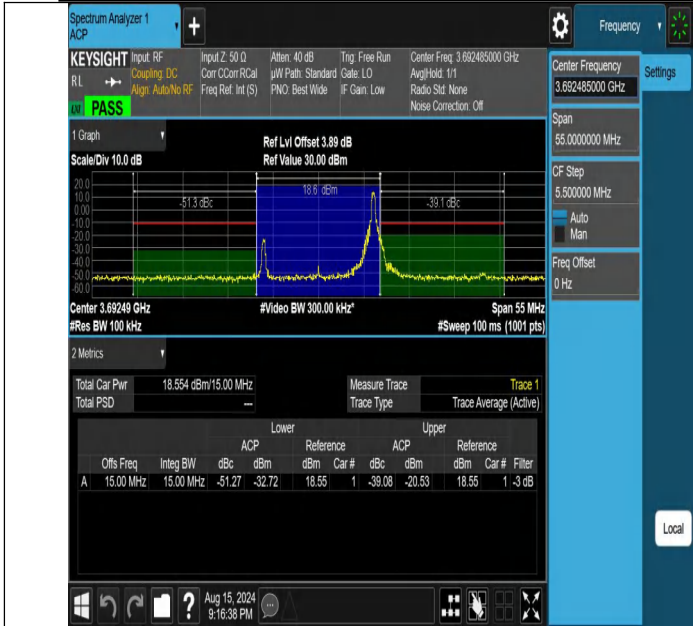 Spectrum Analyzer 1
ACP
Frequency
KEYSIGHT
RL
PASS
Input: RF
Coupling: DC
Align: Auto/No RF
Input Z: 50 Ω
Corr CCorr RCal
Freq Ref: Int (S)
Atten: 40 dB
µW Path: Standard
PNO: Best Wide
Trig: Free Run
Gate: LO
IF Gain: Low
Center Freq: 3.692485000 GHz
Avg|Hold: 1/1
Radio Std: None
Noise Correction: Off
Center Frequency
3.692485000 GHz
Settings
Span
55.0000000 MHz
CF Step
5.500000 MHz
Auto
Man
Freq Offset
0 Hz
Local
1 Graph
Scale/Div 10.0 dB
Ref Lvl Offset 3.89 dB
Ref Value 30.00 dBm
20.0
10.0
0.00
-10.0
-20.0
-30.0
-40.0
-50.0
-60.0
-51.3 dBc
18.6 dBm
-39.1 dBc
Center 3.69249 GHz
#Video BW 300.00 kHz*
Span 55 MHz
#Res BW 100 kHz
#Sweep 100 ms (1001 pts)
2 Metrics
Total Car Pwr 18.554 dBm/15.00 MHz
Measure Trace Trace 1
Total PSD ---
Trace Type Trace Average (Active)
Lower Upper
ACP Reference ACP Reference
Offs Freq Integ BW dBc dBm dBm Car # dBc dBm dBm Car # Filter
A 15.00 MHz 15.00 MHz -51.27 -32.72 18.55 1 -39.08 -20.53 18.55 1 -3 dB
?
Aug 15, 2024
9:16:38 PM